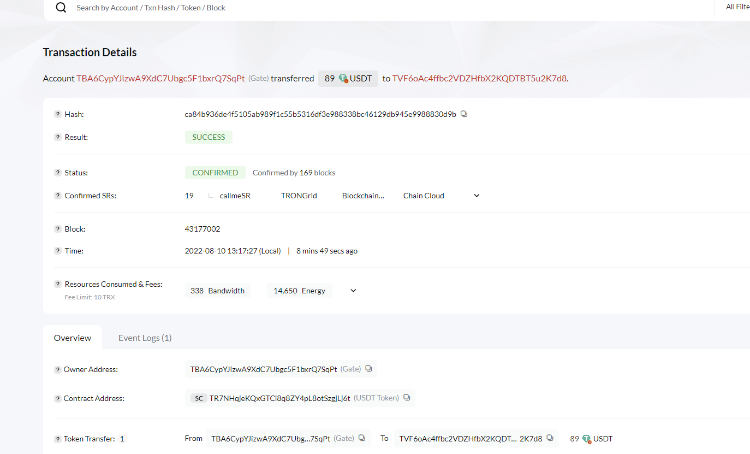 Search by Account / Txn Hash / Token / Block All Filte
Transaction Details
Account TBA6CypYJizwA9XdC7Ubgc5F1bxrQ7SqPt (Gate) transferred 89 USDT to TVF6oAc4ffbc2VDZHfbX2KQDTBT5u2K7d8.
? Hash: ca84b936de4f5105ab989f1c55b5316df3e988338bc46129db945e9988830d9b
? Result: SUCCESS
? Status: CONFIRMED Confirmed by 169 blocks
? Confirmed SRs: 19 callmeSR TRONGrid Blockchain... Chain Cloud
? Block: 43177002
? Time: 2022-08-10 13:17:27 (Local) | 8 mins 49 secs ago
? Resources Consumed & Fees: 338 Bandwidth 14,650 Energy
Fee Limit: 10 TRX
Overview Event Logs (1)
? Owner Address: TBA6CypYJizwA9XdC7Ubgc5F1bxrQ7SqPt (Gate)
? Contract Address: SC TR7NHqjeKQxGTCi8q8ZY4pL8otSzgjLj6t (USDT Token)
? Token Transfer: 1 From TBA6CypYJizwA9XdC7Ubg...7SqPt (Gate) To TVF6oAc4ffbc2VDZHfbX2KQDT... 2K7d8 89 USDT